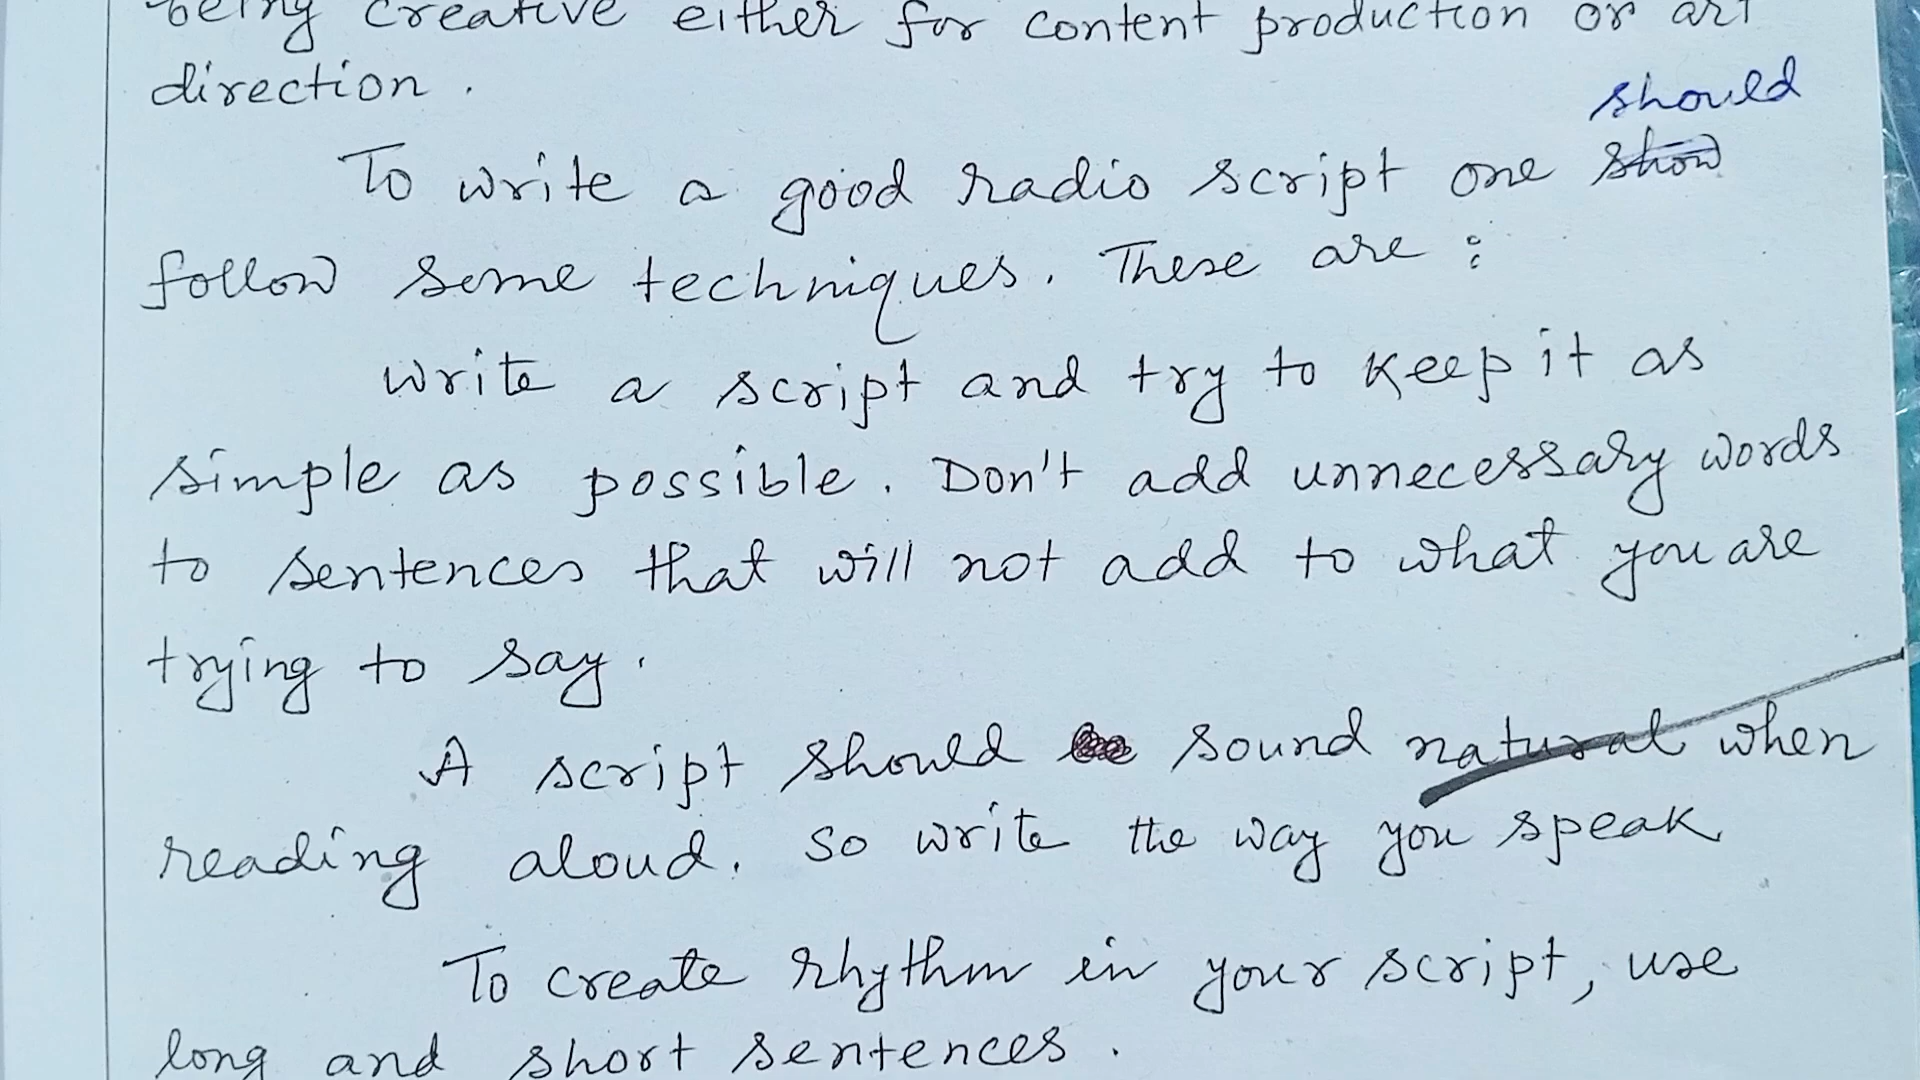 being creative either for content production or art
direction.
should
To write a good radio script one show
follow some techniques. These are :
write a script and try to keep it as
simple as possible. Don't add unnecessary words
to sentences that will not add to what you are
trying to say.
A script should be sound natural when
reading aloud. So write the way you speak
To create rhythm in your script, use
long and short sentences.